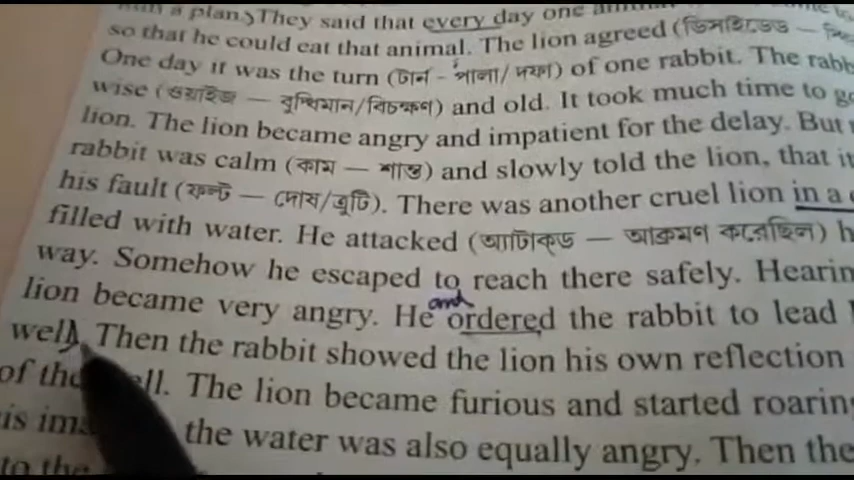 a plan. They said that every day one
so that he could eat that animal. The lion agreed (ডিসাইডেড —
One day it was the turn (টার্ন - পালা/ দফা) of one rabbit. The
wise (ওয়াইজ — বুদ্ধিমান/বিচক্ষণ) and old. It took much time to
lion. The lion became angry and impatient for the delay. But
rabbit was calm (কাম — শান্ত) and slowly told the lion, that
his fault (ফল্ট — দোষ/ত্রুটি). There was another cruel lion in a
filled with water. He attacked (অ্যাটাক্ড — আক্রমণ করেছিল)
way. Somehow he escaped to reach there safely.
and
lion became very angry. He ordered the rabbit to lead
well. Then the rabbit showed the lion his own reflection
of the well. The lion became furious and started
the water was also equally angry. Then the
to the